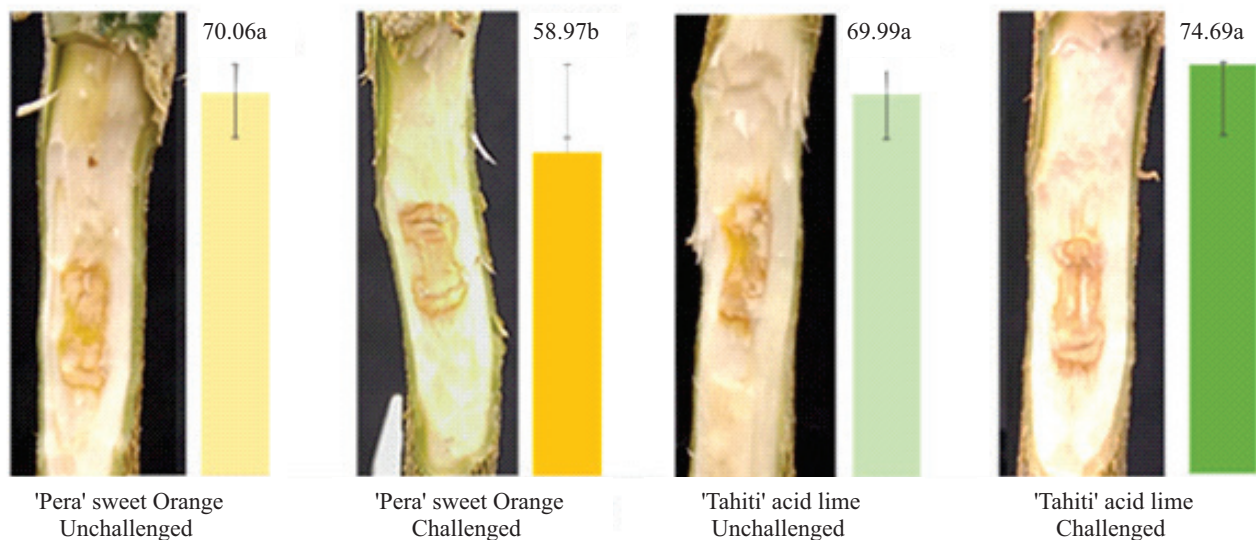 70.06a
58.97b
69.99a
74.69a
'Pera' sweet Orange
Unchallenged
'Pera' sweet Orange
Challenged
'Tahiti' acid lime
Unchallenged
'Tahiti' acid lime
Challenged